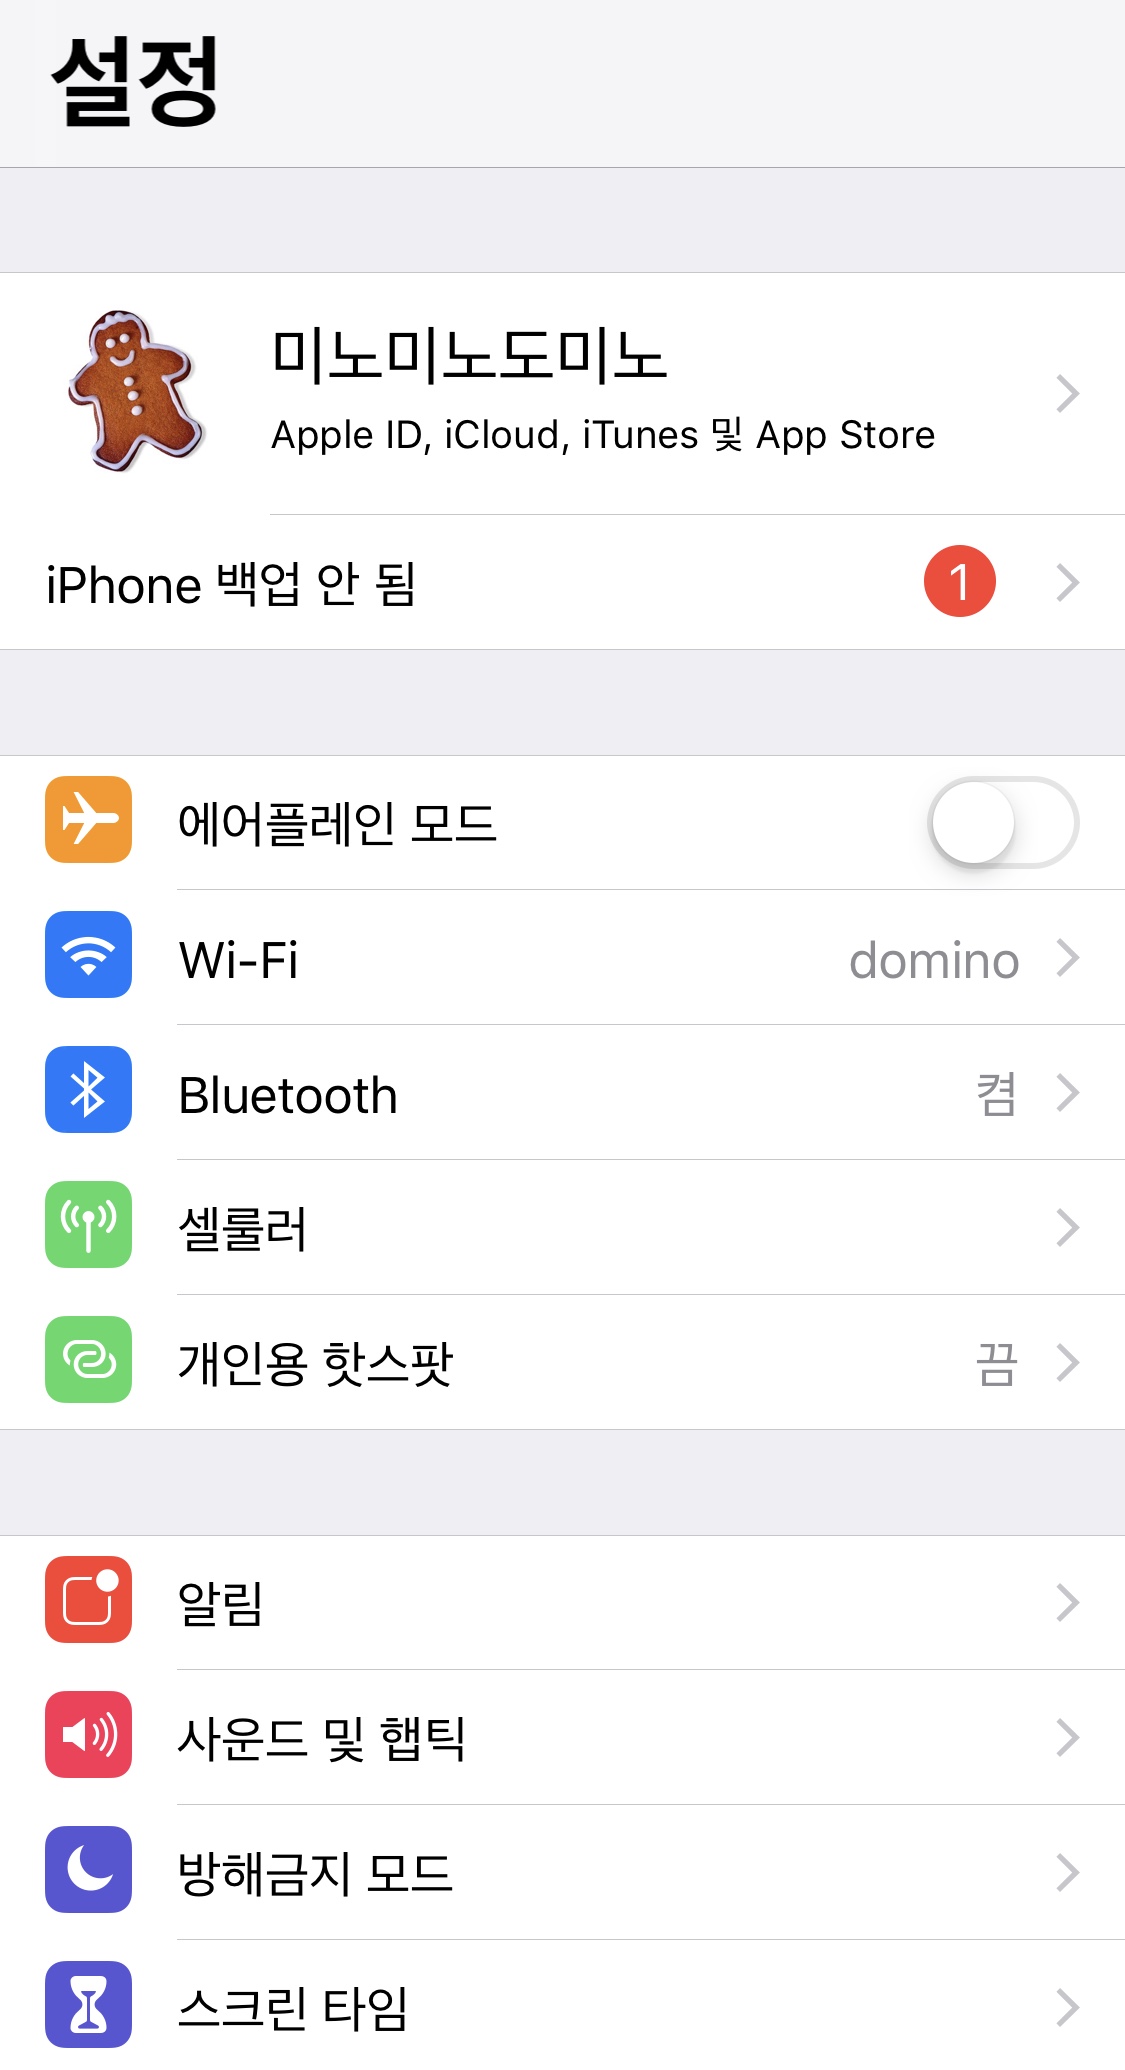 설정
미노미노도미노
Apple ID, iCloud, iTunes 및 App Store
iPhone 백업 안 됨 1
에어플레인 모드
Wi-Fi domino
Bluetooth 켬
셀룰러
개인용 핫스팟 끔
알림
사운드 및 햅틱
방해금지 모드
스크린 타임